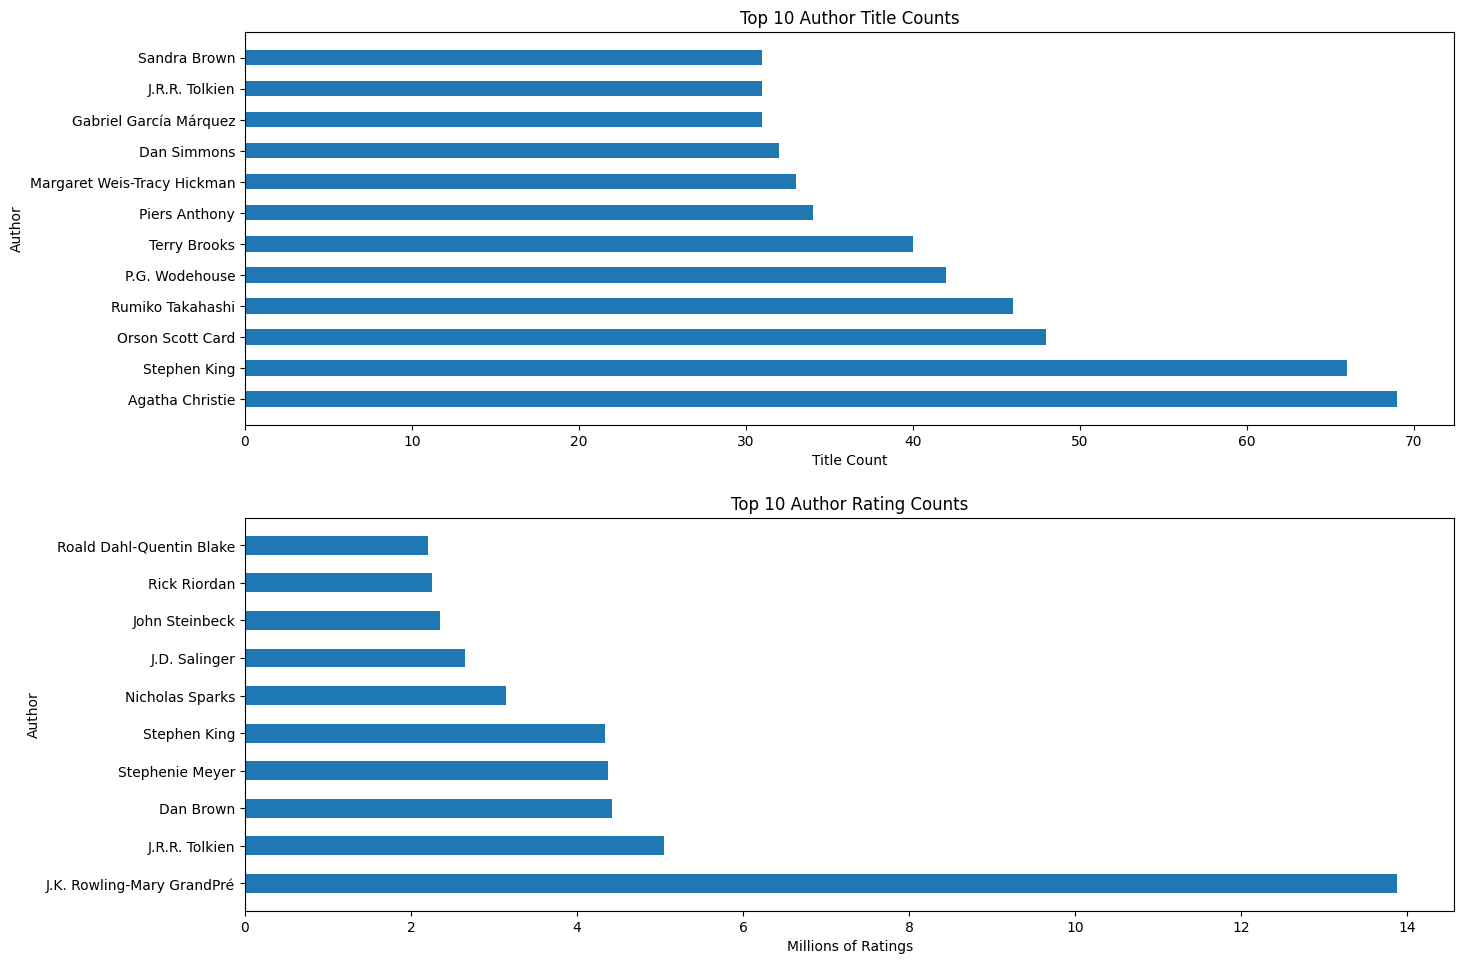 Top 10 Author Title Counts
Sandra Brown
J.R.R. Tolkien
Gabriel García Márquez
Dan Simmons
Margaret Weis-Tracy Hickman
Piers Anthony
Terry Brooks
P.G. Wodehouse
Rumiko Takahashi
Orson Scott Card
Stephen King
Agatha Christie
Author
0 10 20 30 40 50 60 70
Title Count
Top 10 Author Rating Counts
Roald Dahl-Quentin Blake
Rick Riordan
John Steinbeck
J.D. Salinger
Nicholas Sparks
Stephen King
Stephenie Meyer
Dan Brown
J.R.R. Tolkien
J.K. Rowling-Mary GrandPré
Author
0 2 4 6 8 10 12 14
Millions of Ratings